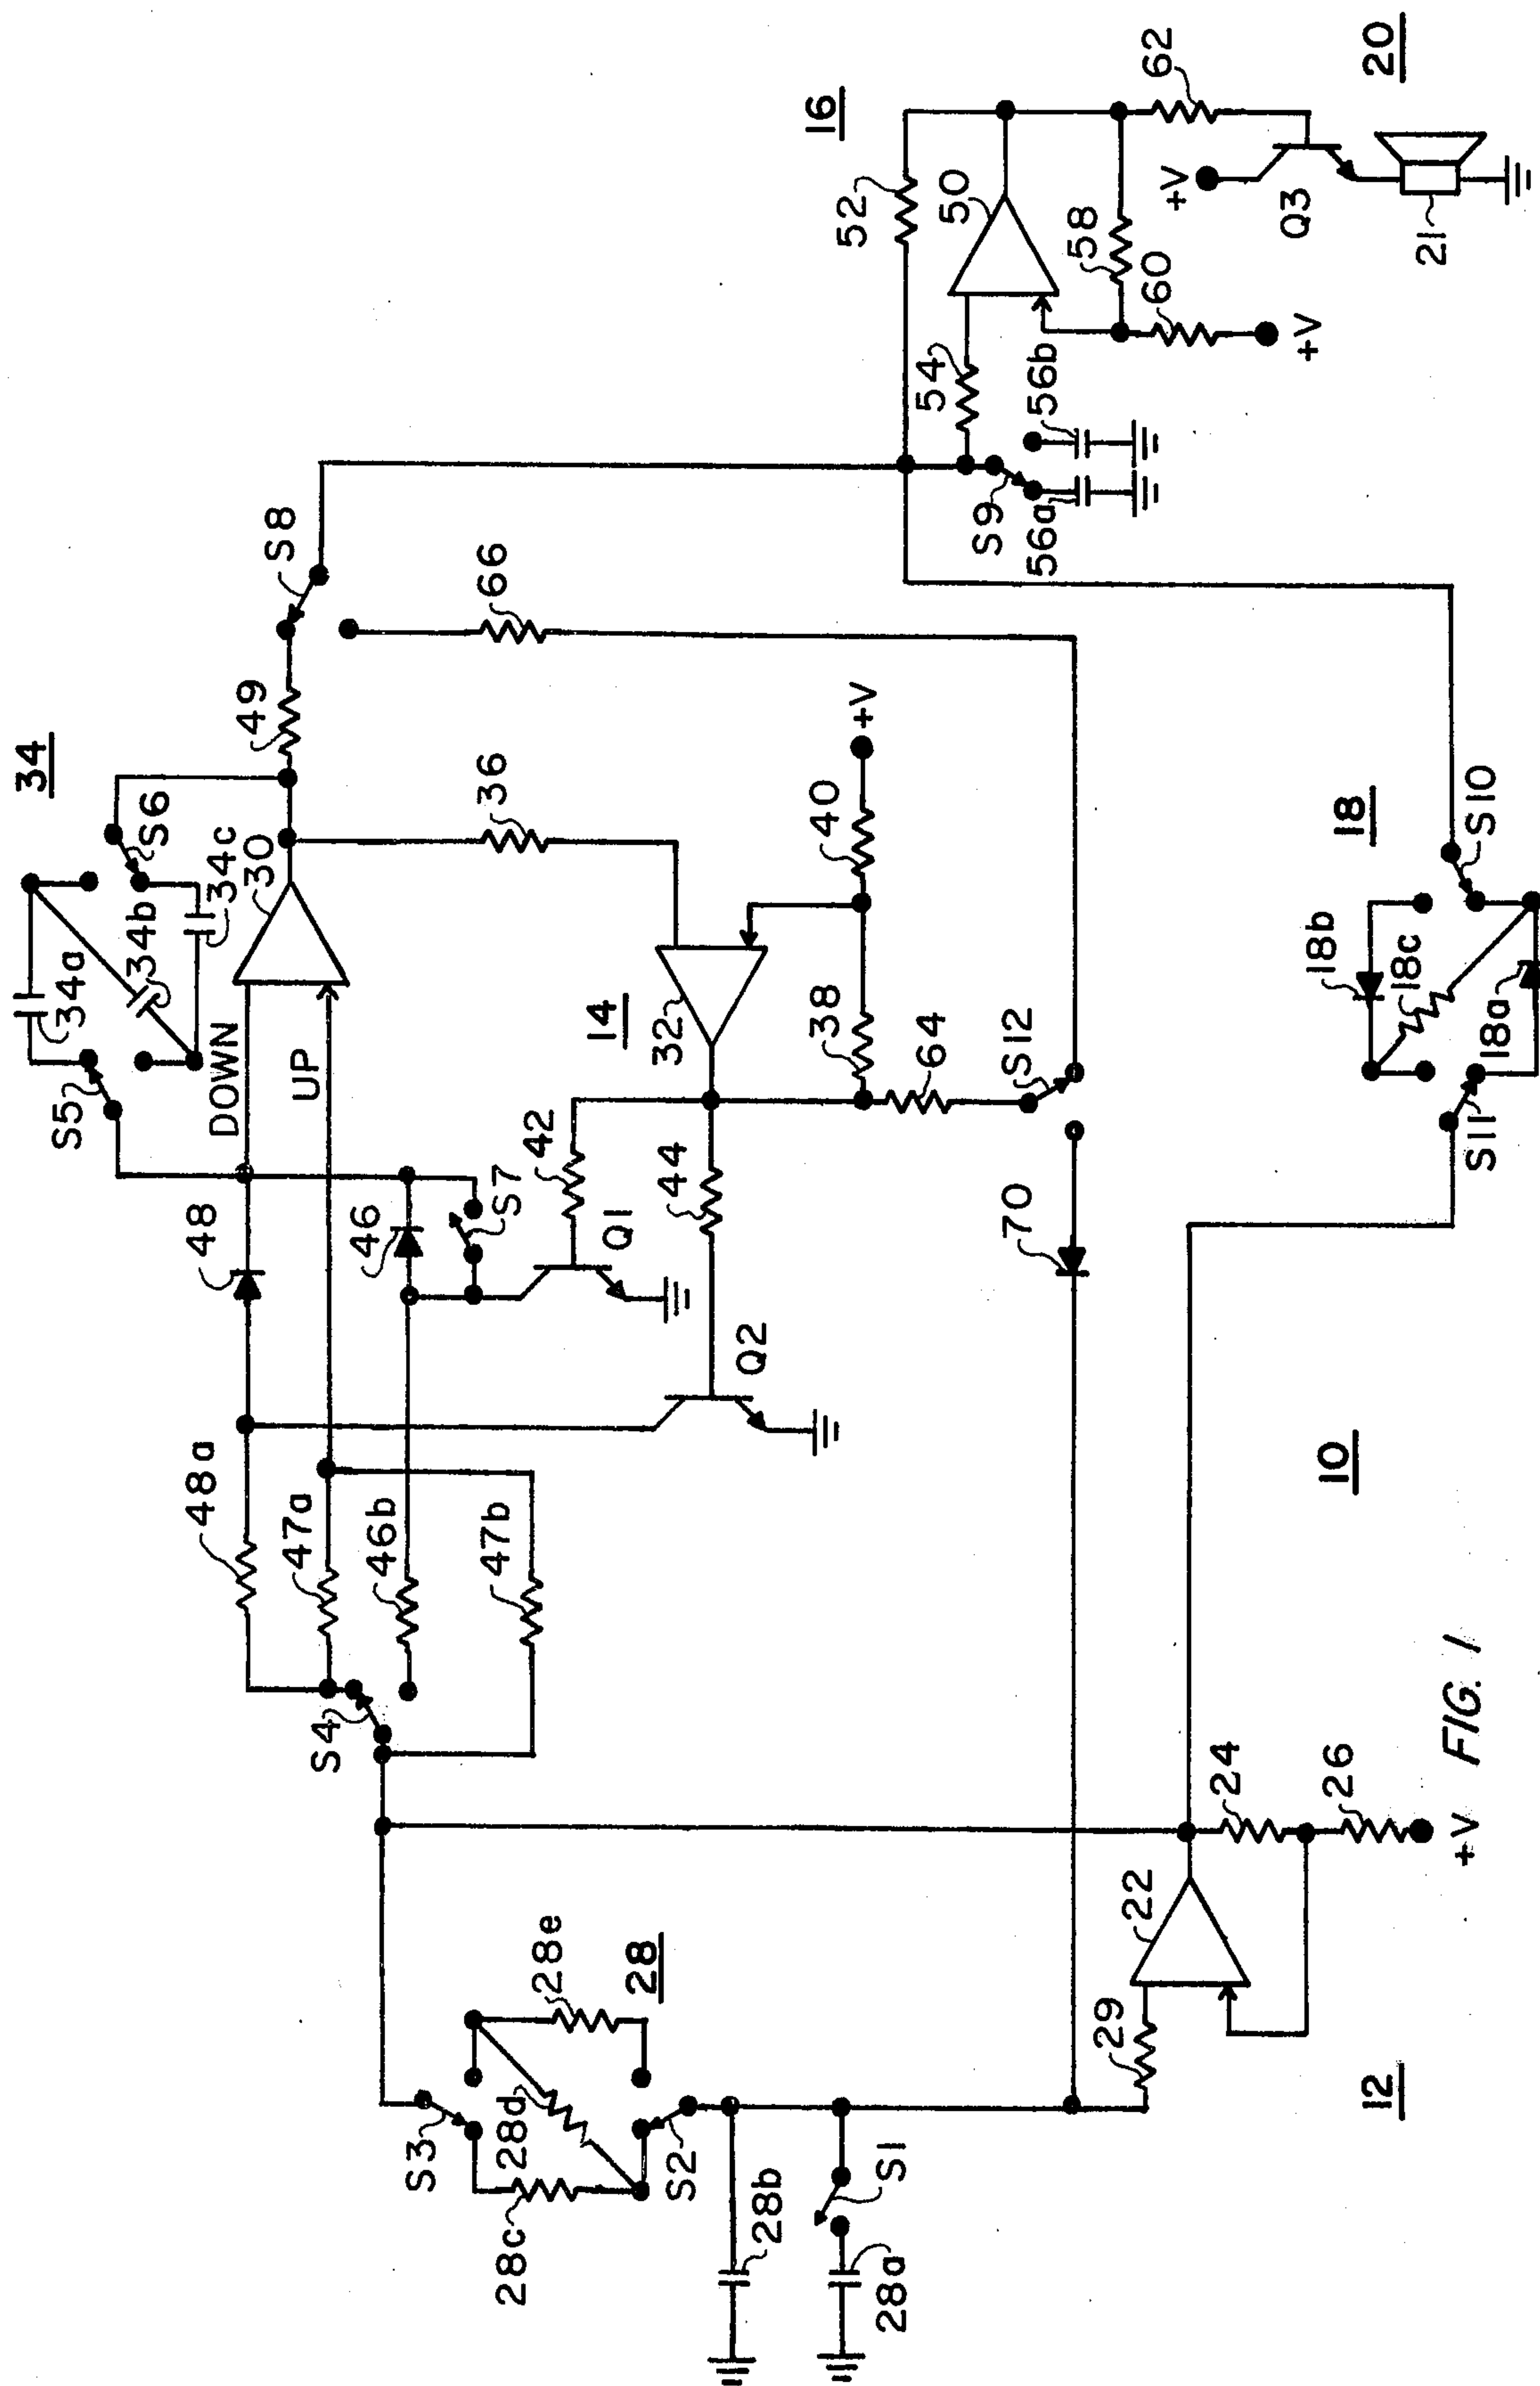 34
S5
34a
34b
S6
34c
30
DOWN
UP
49
S8
66
36
48
46
S7
42
Q1
44
Q2
14
32
38
40
+V
64
S12
70
48a
47a
46b
47b
S4
16
52
50
54
58
60
+V
56b
56a
S9
62
+V
Q3
21
20
18
18b
18c
18a
S10
S11
10
28
28e
28d
28c
S3
S2
28b
S1
28a
29
22
24
26
+V
12
FIG. 1